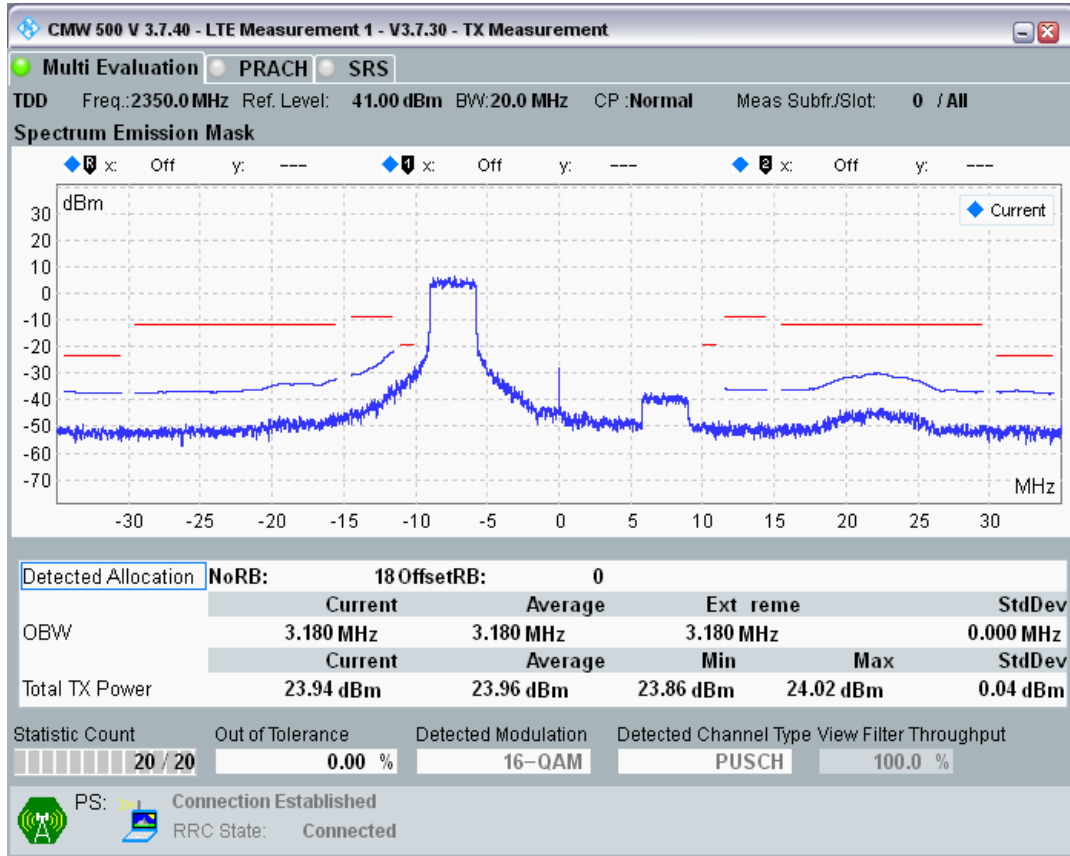 CMW 500 V 3.7.40 - LTE Measurement 1 - V3.7.30 - TX Measurement
Multi Evaluation PRACH SRS
TDD Freq.:2350.0 MHz Ref. Level: 41.00 dBm BW:20.0 MHz CP :Normal Meas Subfr./Slot: 0 / All
Spectrum Emission Mask
R x: Off y: --- 1 x: Off y: --- 2 x: Off y: ---
dBm
Current
30
20
10
0
-10
-20
-30
-40
-50
-60
-70
MHz
-30 -25 -20 -15 -10 -5 0 5 10 15 20 25 30
Detected Allocation NoRB: 18 OffsetRB: 0
Current Average Ext reme StdDev
OBW 3.180 MHz 3.180 MHz 3.180 MHz 0.000 MHz
Current Average Min Max StdDev
Total TX Power 23.94 dBm 23.96 dBm 23.86 dBm 24.02 dBm 0.04 dBm
Statistic Count Out of Tolerance Detected Modulation Detected Channel Type View Filter Throughput
20 / 20 0.00 % 16-QAM PUSCH 100.0 %
PS: Connection Established
RRC State: Connected